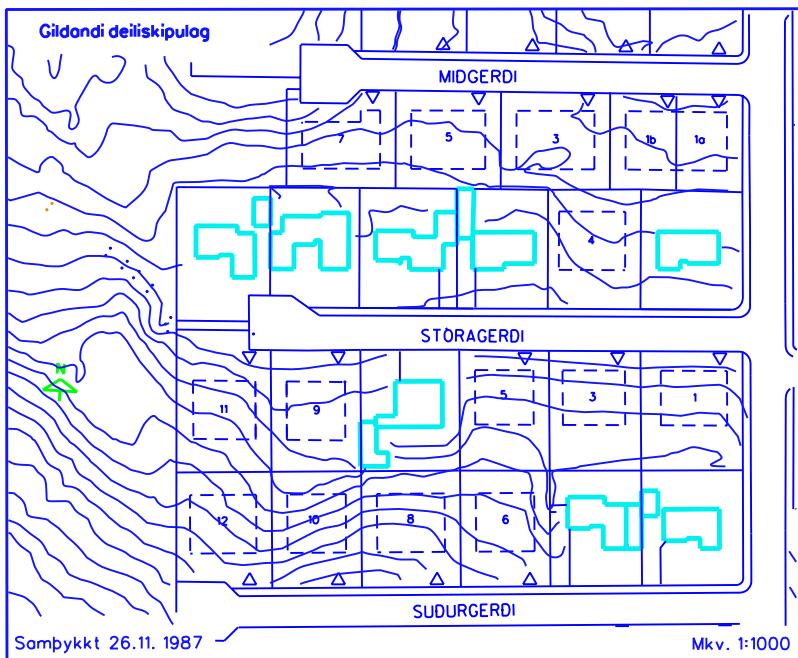 Gildandi deiliskipulag
MIDGERDI
7 5 3 1b 1a
4
STÓRAGERDI
11 9 5 3 1
12 10 8 6
N
SUDURGERDI
Samþykkt 26.11. 1987
Mkv. 1:1000